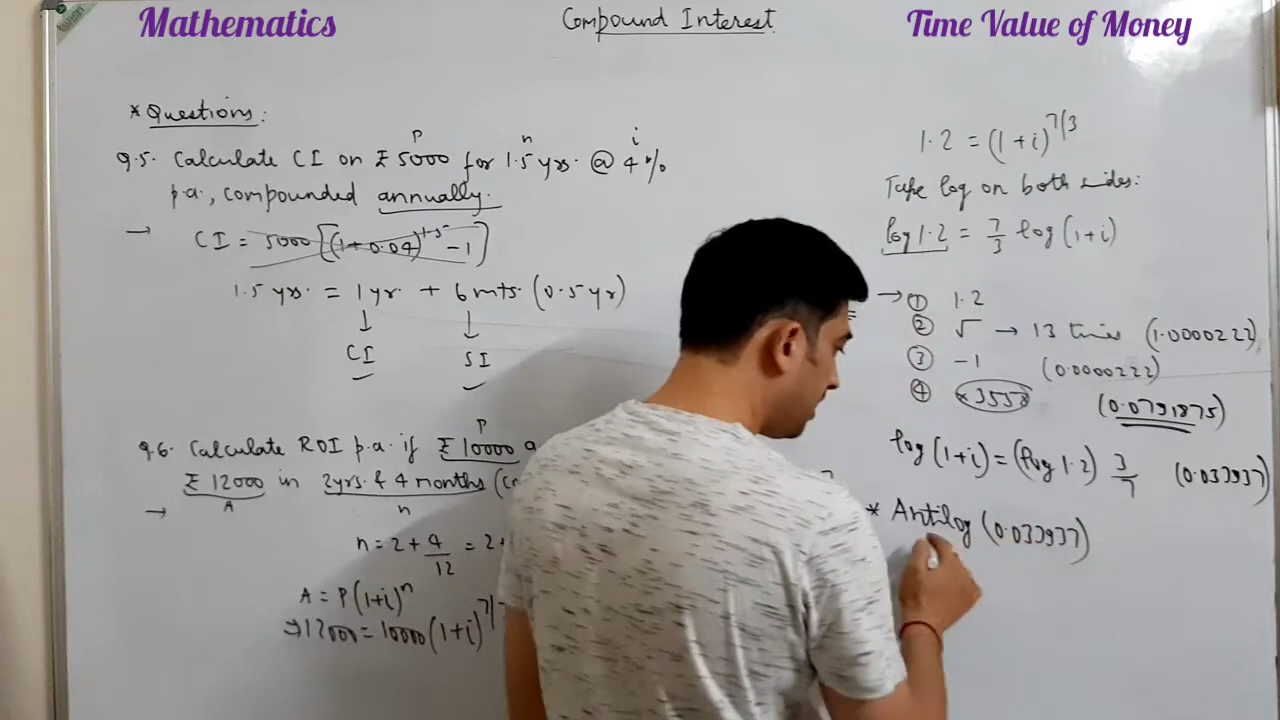 Mathematics
Compound Interest
Time Value of Money
* Questions:
P n i
Q.5. Calculate CI on ₹ 5000 for 1.5 yrs. @ 4%
p.a., compounded annually.
→ CI = 5000 [(1+0.04)^1.5 - 1]
1.5 yrs. = 1 yr. + 6 mts. (0.5 yr)
↓ ↓
CI SI
P
Q.6. Calculate ROI p.a. if ₹ 10000
₹ 12000 in 2yrs. & 4 months
A n
→
n = 2 + 4/12 = 2+
A = P(1+i)^n
⇒ 12000 = 10000 (1+i)^7/
1.2 = (1+i)^7/3
Take log on both sides:
log 1.2 = 7/3 log (1+i)
→ ① 1.2
② √ → 13 times (1.0000222)
③ -1 (0.0000222)
④ ×3558 (0.0791875)
log (1+i) = (log 1.2) 3/7 (0.033937)
* Antilog (0.033937)